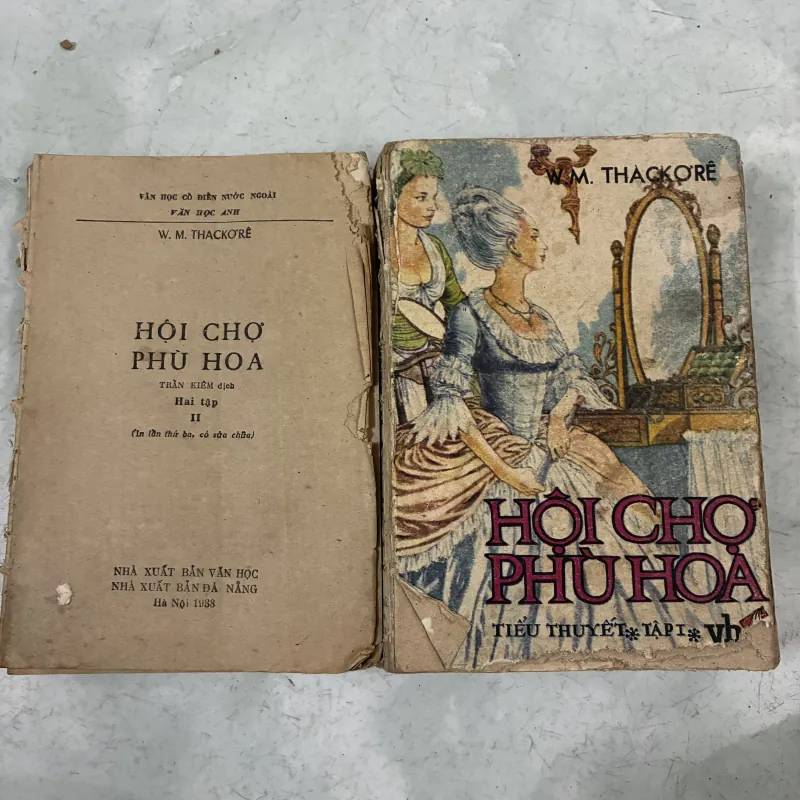 VĂN HỌC CỔ ĐIỂN NƯỚC NGOÀI
VĂN HỌC ANH
W. M. THACKƠRÊ
HỘI CHỢ
PHÙ HOA
TRẦN KIÊM dịch
Hai tập
II
(In lần thứ ba, có sửa chữa)
NHÀ XUẤT BẢN VĂN HỌC
NHÀ XUẤT BẢN ĐÀ NẴNG
Hà Nội 1988
W. M. THACKƠRÊ
HỘI CHỢ
PHÙ HOA
TIỂU THUYẾT * TẬP I * vh